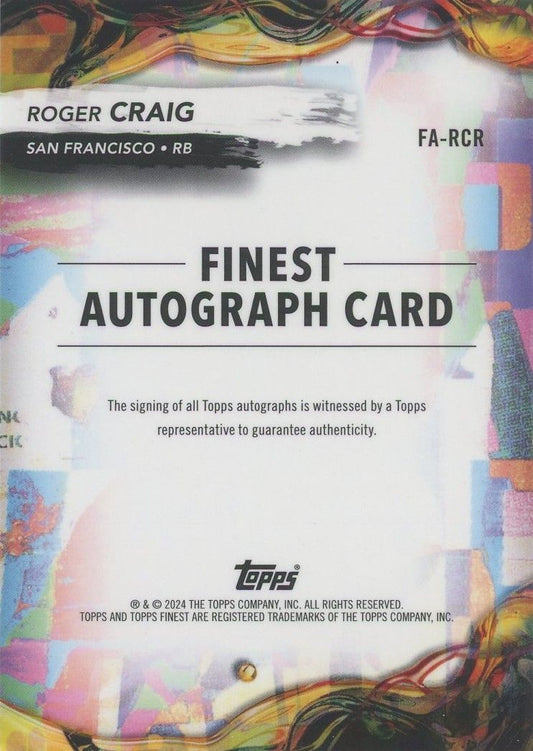 ROGER CRAIG
SAN FRANCISCO • RB
FA-RCR
FINEST
AUTOGRAPH CARD
The signing of all Topps autographs is witnessed by a Topps
representative to guarantee authenticity.
topps®
® & © 2024 THE TOPPS COMPANY, INC. ALL RIGHTS RESERVED.
TOPPS AND TOPPS FINEST ARE REGISTERED TRADEMARKS OF THE TOPPS COMPANY, INC.